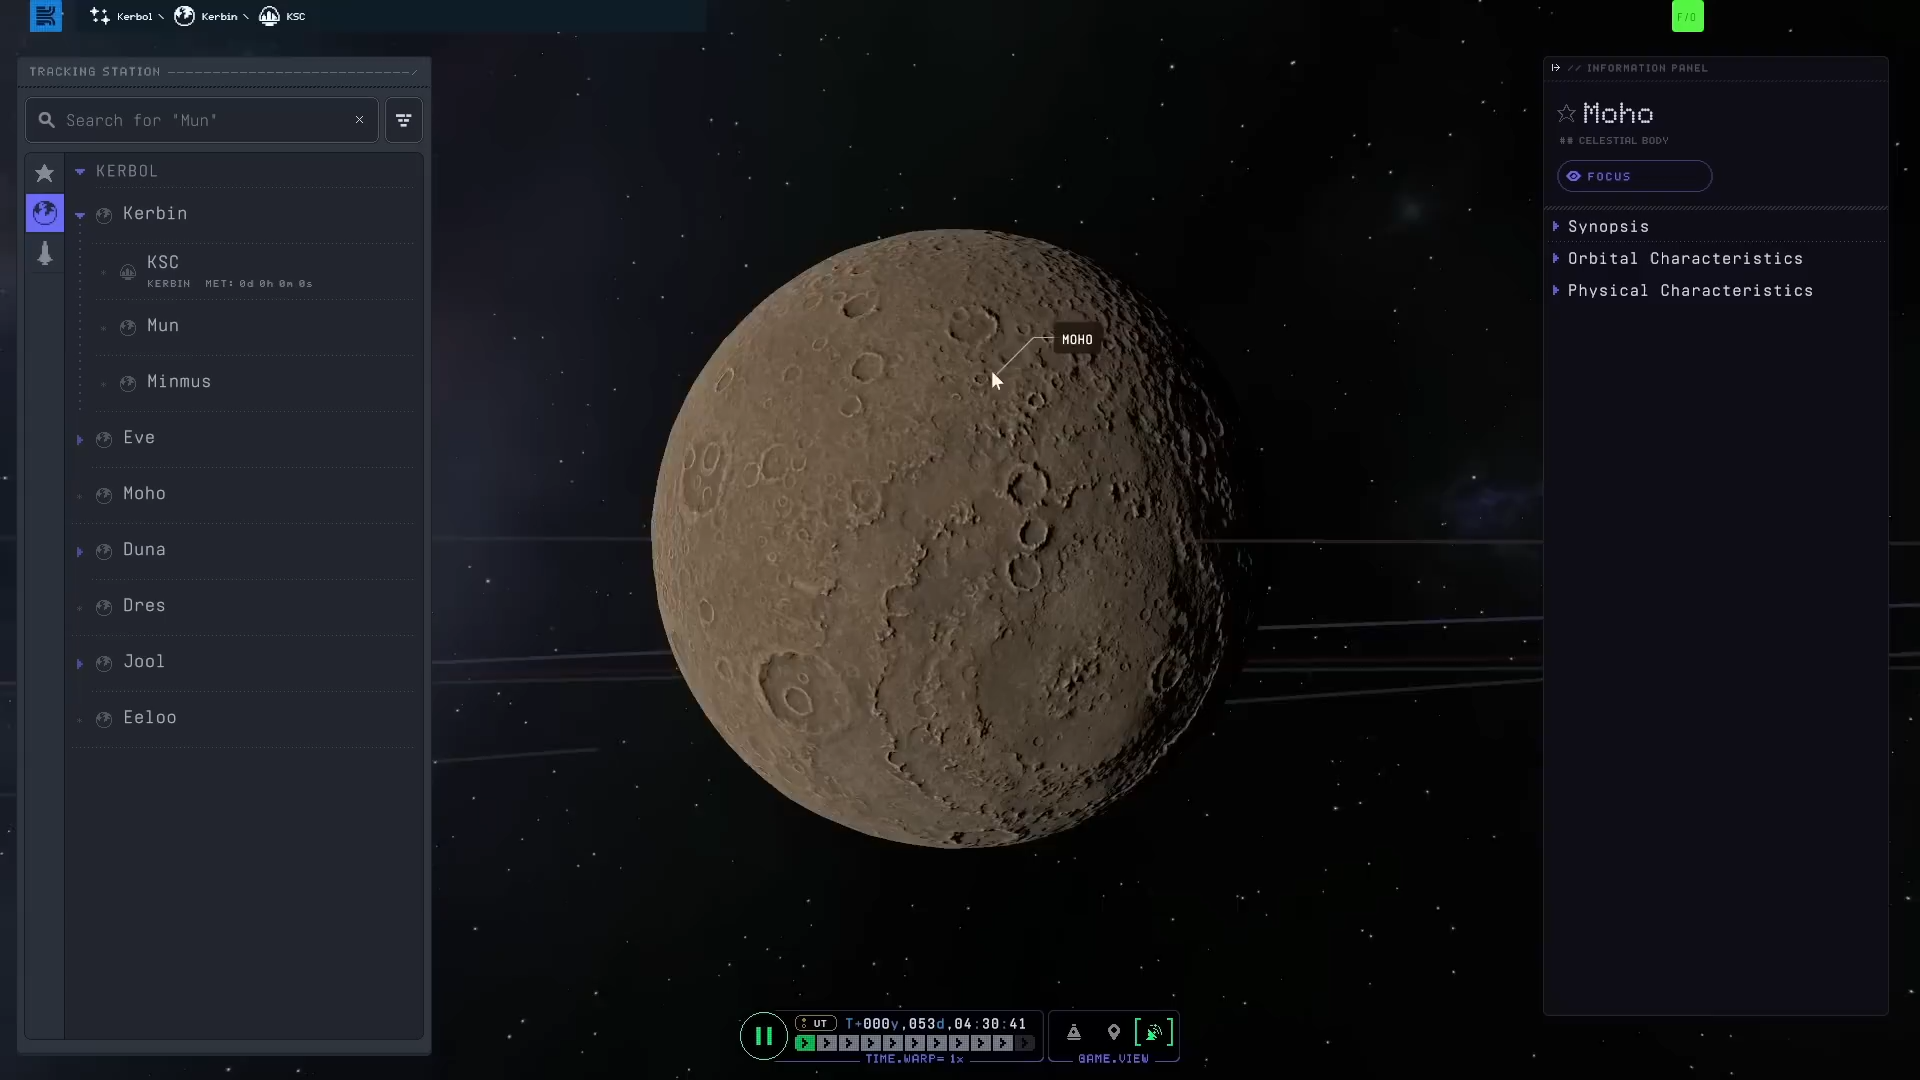 Kerbol
Kerbin
KSC
F/O
TRACKING STATION
Search for "Mun"
KERBOL
Kerbin
KSC
KERBIN MET: 0d 0h 0m 0s
Mun
Minmus
Eve
Moho
Duna
Dres
Jool
Eeloo
MOHO
// INFORMATION PANEL
Moho
## CELESTIAL BODY
FOCUS
Synopsis
Orbital Characteristics
Physical Characteristics
UT T+000y,053d,04:30:41
TIME.WARP= 1x
GAME.VIEW